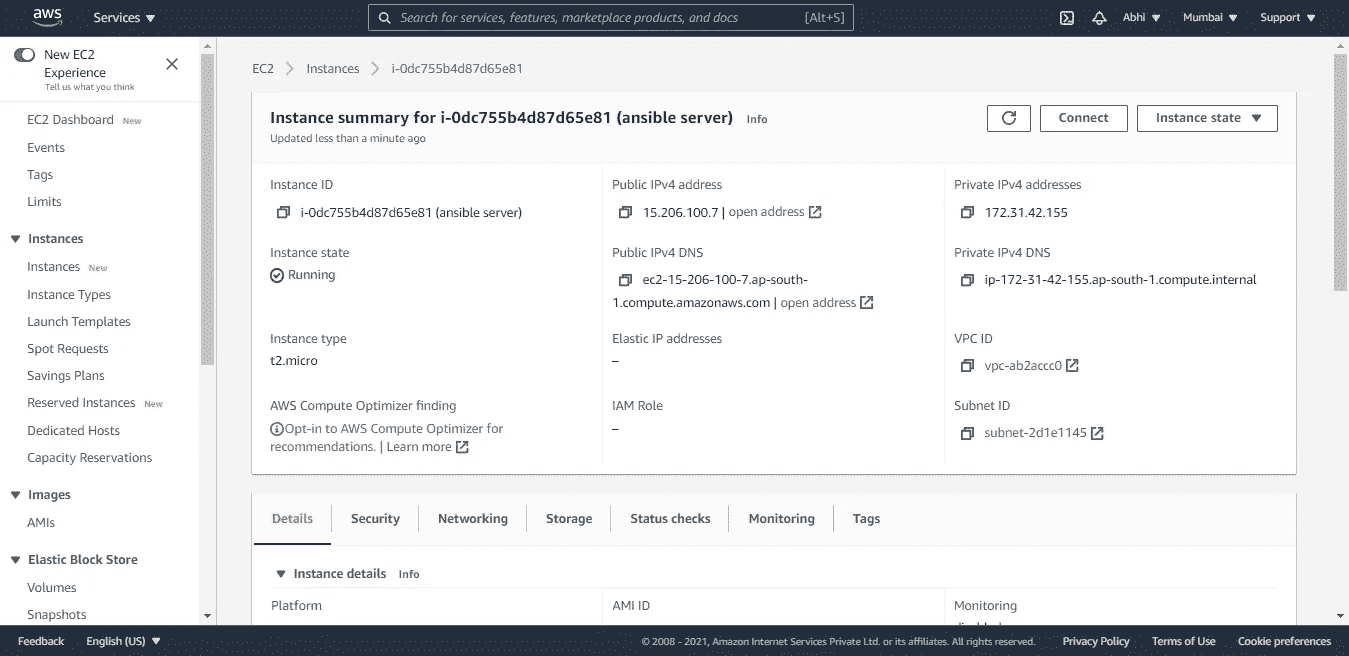 aws Services Search for services, features, marketplace products, and docs [Alt+S] Abhi Mumbai Support
New EC2
Experience
Tell us what you think
EC2 Dashboard New
Events
Tags
Limits
Instances
Instances New
Instance Types
Launch Templates
Spot Requests
Savings Plans
Reserved Instances New
Dedicated Hosts
Capacity Reservations
Images
AMIs
Elastic Block Store
Volumes
Snapshots
EC2 Instances i-0dc755b4d87d65e81
Instance summary for i-0dc755b4d87d65e81 (ansible server) Info
Updated less than a minute ago
Connect
Instance state
Instance ID
i-0dc755b4d87d65e81 (ansible server)
Public IPv4 address
15.206.100.7 | open address
Private IPv4 addresses
172.31.42.155
Instance state
Running
Public IPv4 DNS
ec2-15-206-100-7.ap-south-
1.compute.amazonaws.com | open address
Private IPv4 DNS
ip-172-31-42-155.ap-south-1.compute.internal
Instance type
t2.micro
Elastic IP addresses
–
VPC ID
vpc-ab2accc0
AWS Compute Optimizer finding
Opt-in to AWS Compute Optimizer for
recommendations. | Learn more
IAM Role
–
Subnet ID
subnet-2d1e1145
Details Security Networking Storage Status checks Monitoring Tags
Instance details Info
Platform
AMI ID
Monitoring
Feedback English (US) © 2008 - 2021, Amazon Internet Services Private Ltd. or its affiliates. All rights reserved. Privacy Policy Terms of Use Cookie preferences